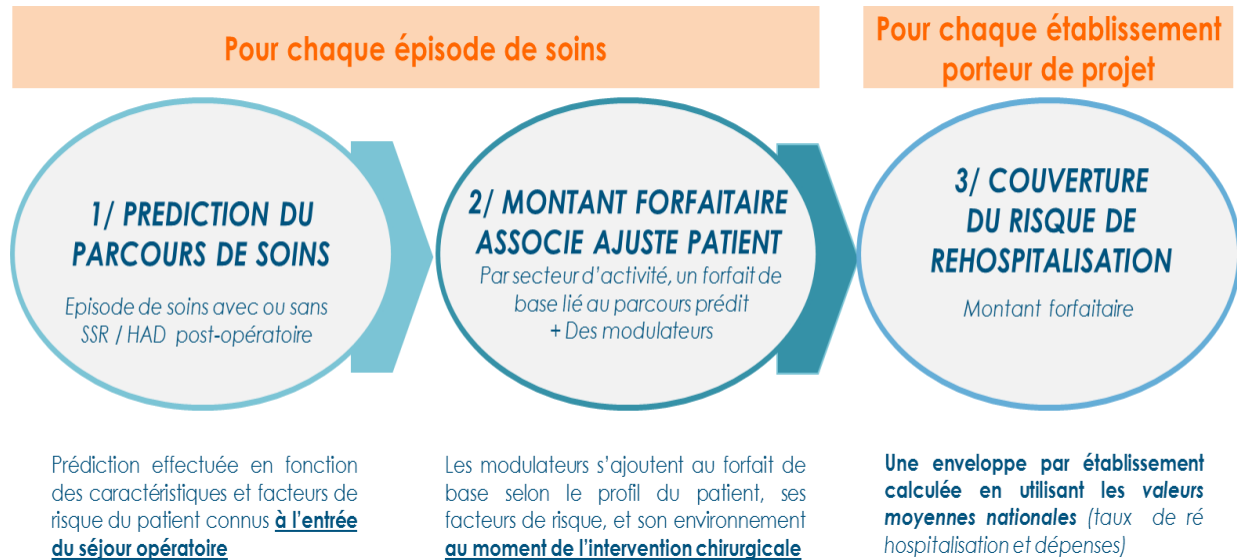 Pour chaque épisode de soins
Pour chaque établissement
porteur de projet
1/ PREDICTION DU
PARCOURS DE SOINS
Episode de soins avec ou sans
SSR / HAD post-opératoire
2/ MONTANT FORFAITAIRE
ASSOCIE AJUSTE PATIENT
Par secteur d'activité, un forfait de
base lié au parcours prédit
+ Des modulateurs
3/ COUVERTURE
DU RISQUE DE
REHOSPITALISATION
Montant forfaitaire
Prédiction effectuée en fonction
des caractéristiques et facteurs de
risque du patient connus à l'entrée
du séjour opératoire
Les modulateurs s'ajoutent au forfait de
base selon le profil du patient, ses
facteurs de risque, et son environnement
au moment de l'intervention chirurgicale
Une enveloppe par établissement
calculée en utilisant les valeurs
moyennes nationales (taux de ré
hospitalisation et dépenses)